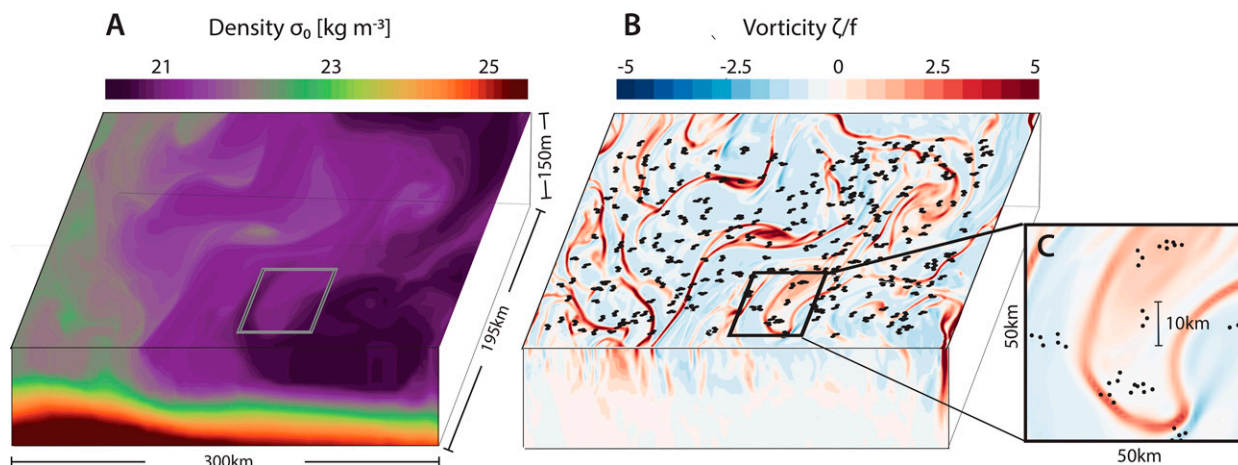 A Density σ₀ [kg m⁻³]
21 23 25
150m
195km
300km
B Vorticity ζ/f
-5 -2.5 0 2.5 5
C
10km
50km
50km